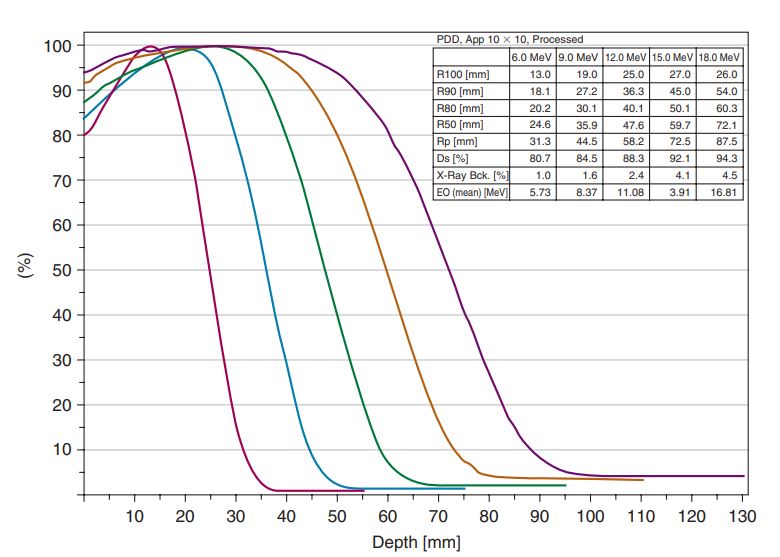 PDD, App 10 × 10, Processed
6.0 MeV 9.0 MeV 12.0 MeV 15.0 MeV 18.0 MeV
R100 [mm] 13.0 19.0 25.0 27.0 26.0
R90 [mm] 18.1 27.2 36.3 45.0 54.0
R80 [mm] 20.2 30.1 40.1 50.1 60.3
R50 [mm] 24.6 35.9 47.6 59.7 72.1
Rp [mm] 31.3 44.5 58.2 72.5 87.5
Ds [%] 80.7 84.5 88.3 92.1 94.3
X-Ray Bck. [%] 1.0 1.6 2.4 4.1 4.5
EO (mean) [MeV] 5.73 8.37 11.08 3.91 16.81
100
90
80
70
60
50
40
30
20
10
(%)
10 20 30 40 50 60 70 80 90 100 110 120 130
Depth [mm]